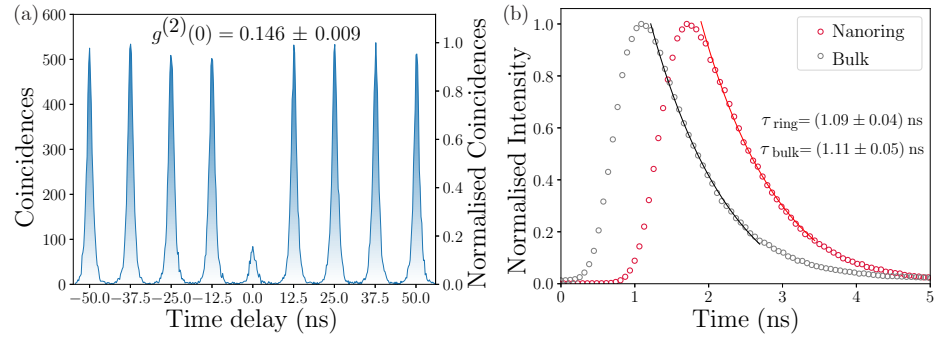 (a)
g(2)(0) = 0.146 ± 0.009
Coincidences
600
500
400
300
200
100
0
1.0
0.8
0.6
0.4
0.2
0.0
Normalised Coincidences
−50.0 −37.5 −25.0 −12.5 0.0 12.5 25.0 37.5 50.0
Time delay (ns)
(b)
Normalised Intensity
1.0
0.8
0.6
0.4
0.2
0.0
Nanoring
Bulk
τ ring= (1.09 ± 0.04) ns
τ bulk= (1.11 ± 0.05) ns
0 1 2 3 4 5
Time (ns)